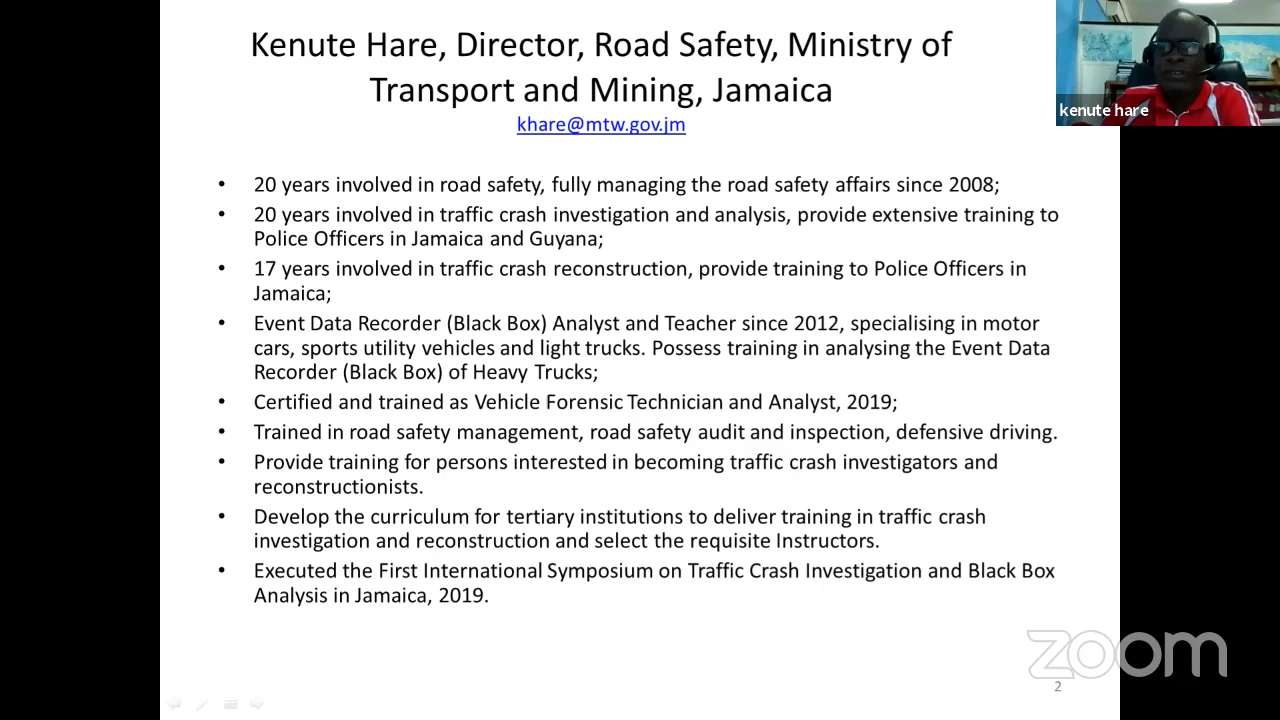 Kenute Hare, Director, Road Safety, Ministry of
Transport and Mining, Jamaica
khare@mtw.gov.jm
kenute hare
• 20 years involved in road safety, fully managing the road safety affairs since 2008;
• 20 years involved in traffic crash investigation and analysis, provide extensive training to
Police Officers in Jamaica and Guyana;
• 17 years involved in traffic crash reconstruction, provide training to Police Officers in
Jamaica;
• Event Data Recorder (Black Box) Analyst and Teacher since 2012, specialising in motor
cars, sports utility vehicles and light trucks. Possess training in analysing the Event Data
Recorder (Black Box) of Heavy Trucks;
• Certified and trained as Vehicle Forensic Technician and Analyst, 2019;
• Trained in road safety management, road safety audit and inspection, defensive driving.
• Provide training for persons interested in becoming traffic crash investigators and
reconstructionists.
• Develop the curriculum for tertiary institutions to deliver training in traffic crash
investigation and reconstruction and select the requisite Instructors.
• Executed the First International Symposium on Traffic Crash Investigation and Black Box
Analysis in Jamaica, 2019.
zoom
2